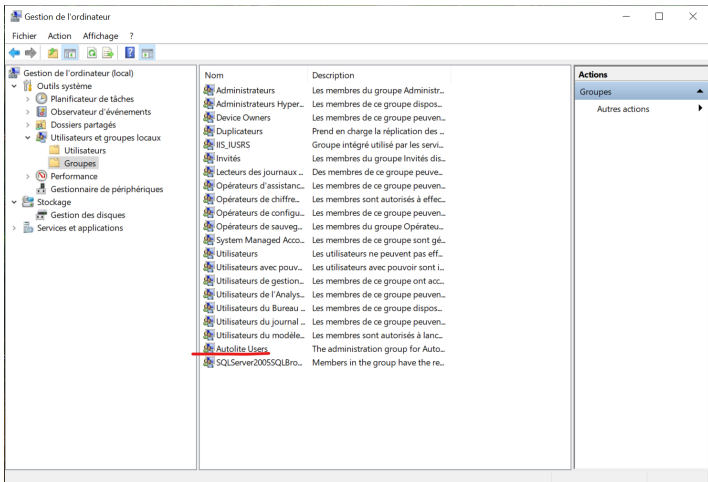 Gestion de l'ordinateur
Fichier Action Affichage ?
Gestion de l'ordinateur (local)
Outils système
Planificateur de tâches
Observateur d'événements
Dossiers partagés
Utilisateurs et groupes locaux
Utilisateurs
Groupes
Performance
Gestionnaire de périphériques
Stockage
Gestion des disques
Services et applications
Nom Description
Administrateurs Les membres du groupe Administr...
Administrateurs Hyper... Les membres de ce groupe dispos...
Device Owners Les membres de ce groupe peuven...
Duplicateurs Prend en charge la réplication des ...
IIS_IUSRS Groupe intégré utilisé par les servi...
Invités Les membres du groupe Invités dis...
Lecteurs des journaux ... Des membres de ce groupe peuve...
Opérateurs d'assistanc... Les membres de ce groupe peuven...
Opérateurs de chiffre... Les membres sont autorisés à effec...
Opérateurs de configu... Les membres de ce groupe peuven...
Opérateurs de sauveg... Les membres du groupe Opérateu...
System Managed Acco... Les membres de ce groupe sont gé...
Utilisateurs Les utilisateurs ne peuvent pas eff...
Utilisateurs avec pouv... Les utilisateurs avec pouvoir sont i...
Utilisateurs de gestion... Les membres de ce groupe ont acc...
Utilisateurs de l'Analys... Les membres de ce groupe peuven...
Utilisateurs du Bureau ... Les membres de ce groupe dispos...
Utilisateurs du journal ... Les membres de ce groupe peuven...
Utilisateurs du modèle... Les membres sont autorisés à lanc...
Autolite Users The administration group for Auto...
SQLServer2005SQLBro... Members in the group have the re...
Actions
Groupes
Autres actions